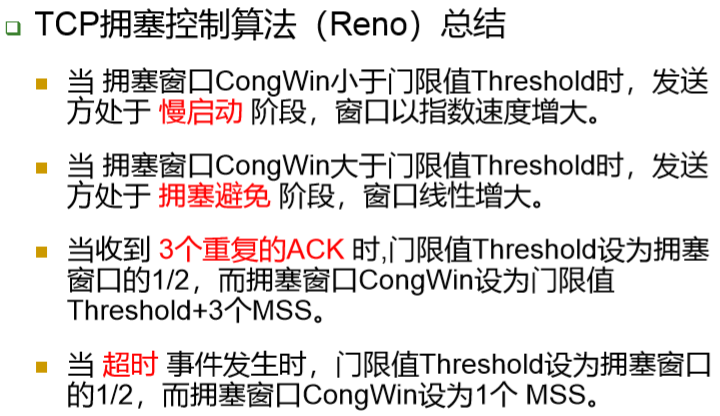 TCP拥塞控制算法（Reno）总结
当 拥塞窗口CongWin小于门限值Threshold时，发送
方处于 慢启动 阶段，窗口以指数速度增大。
当 拥塞窗口CongWin大于门限值Threshold时，发送
方处于 拥塞避免 阶段，窗口线性增大。
当收到 3个重复的ACK 时,门限值Threshold设为拥塞
窗口的1/2，而拥塞窗口CongWin设为门限值
Threshold+3个MSS。
当 超时 事件发生时，门限值Threshold设为拥塞窗口
的1/2，而拥塞窗口CongWin设为1个 MSS。